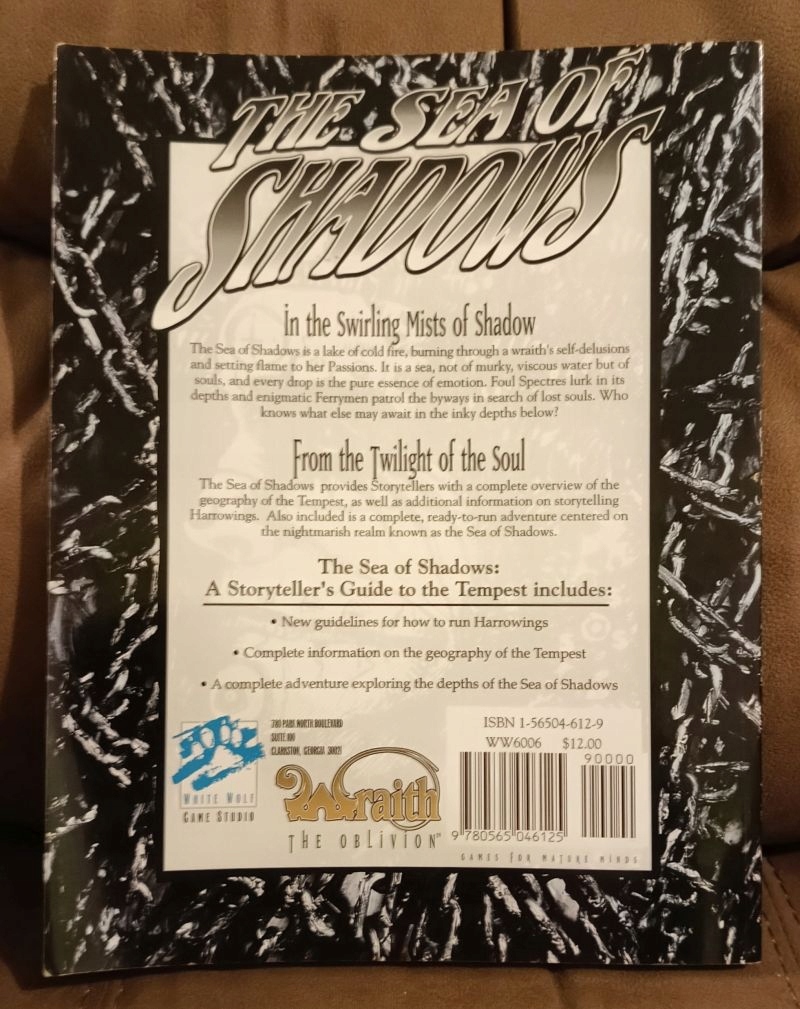 THE SEA OF
SHADOWS
in the Swirling Mists of Shadow
The Sea of Shadows is a lake of cold fire, burning through a wraith's self-delusions
and setting flame to her Passions. It is a sea, not of murky, viscous water but of
souls, and every drop is the pure essence of emotion. Foul Spectres lurk in its
depths and enigmatic Ferrymen patrol the byways in search of lost souls. Who
knows what else may await in the inky depths below?
From the Twilight of the Soul
The Sea of Shadows provides Storytellers with a complete overview of the
geography of the Tempest, as well as additional information on storytelling
Harrowings. Also included is a complete, ready-to-run adventure centered on
the nightmarish realm known as the Sea of Shadows.
The Sea of Shadows:
A Storyteller's Guide to the Tempest includes:
• New guidelines for how to run Harrowings
• Complete information on the geography of the Tempest
• A complete adventure exploring the depths of the Sea of Shadows
WHITE WOLF
GAME STUDIO
780 PARK NORTH BOULEVARD
SUITE 100
CLARKSTON, GEORGIA 30021
Wraith
THE OBLIVION™
ISBN 1-56504-612-9
WW6006 $12.00
90000
9 780565 046125
GAMES FOR MATURE MINDS